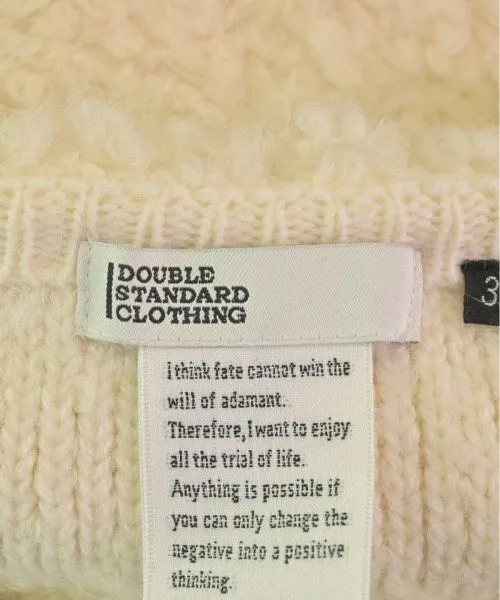 DOUBLE
STANDARD
CLOTHING
3
I think fate cannot win the
will of adamant.
Therefore, I want to enjoy
all the trial of life.
Anything is possible if
you can only change the
negative into a positive
thinking.